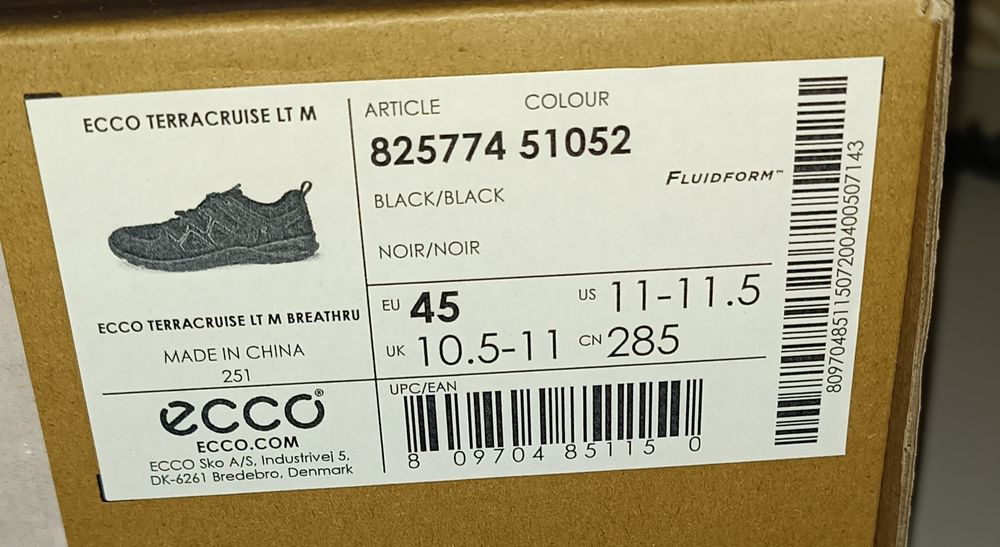 ECCO TERRACRUISE LT M
ECCO TERRACRUISE LT M BREATHRU
MADE IN CHINA
251
ecco®
ECCO.COM
ECCO Sko A/S, Industrivej 5,
DK-6261 Bredebro, Denmark
ARTICLE COLOUR
825774 51052
BLACK/BLACK
NOIR/NOIR
FLUIDFORM™
EU 45 US 11-11.5
UK 10.5-11 CN 285
UPC/EAN
8 09704 85115 0
8097048511507200400507143